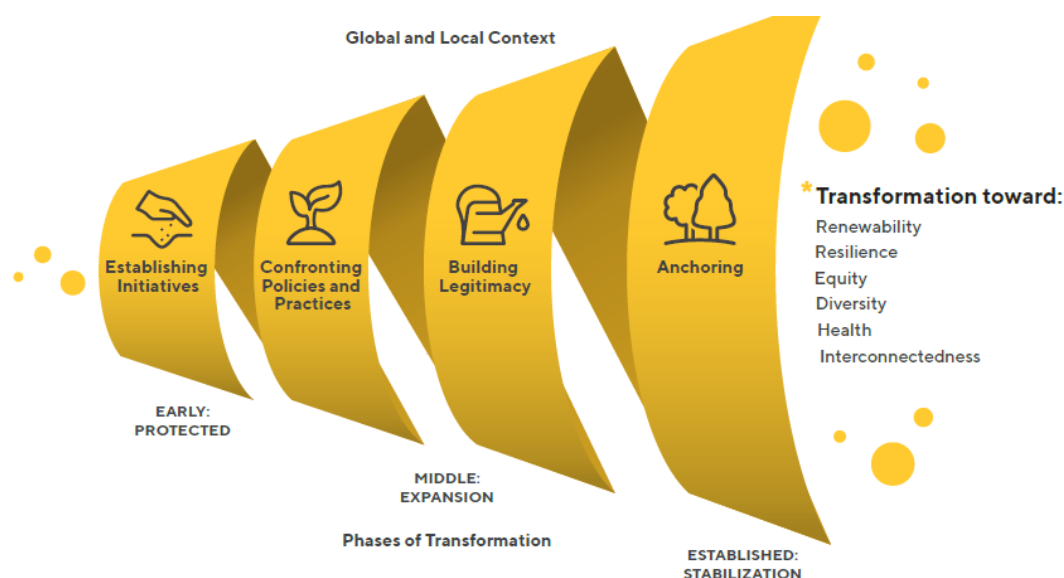 Global and Local Context
Establishing
Initiatives
Confronting
Policies and
Practices
Building
Legitimacy
Anchoring
* Transformation toward:
Renewability
Resilience
Equity
Diversity
Health
Interconnectedness
EARLY:
PROTECTED
MIDDLE:
EXPANSION
Phases of Transformation
ESTABLISHED:
STABILIZATION